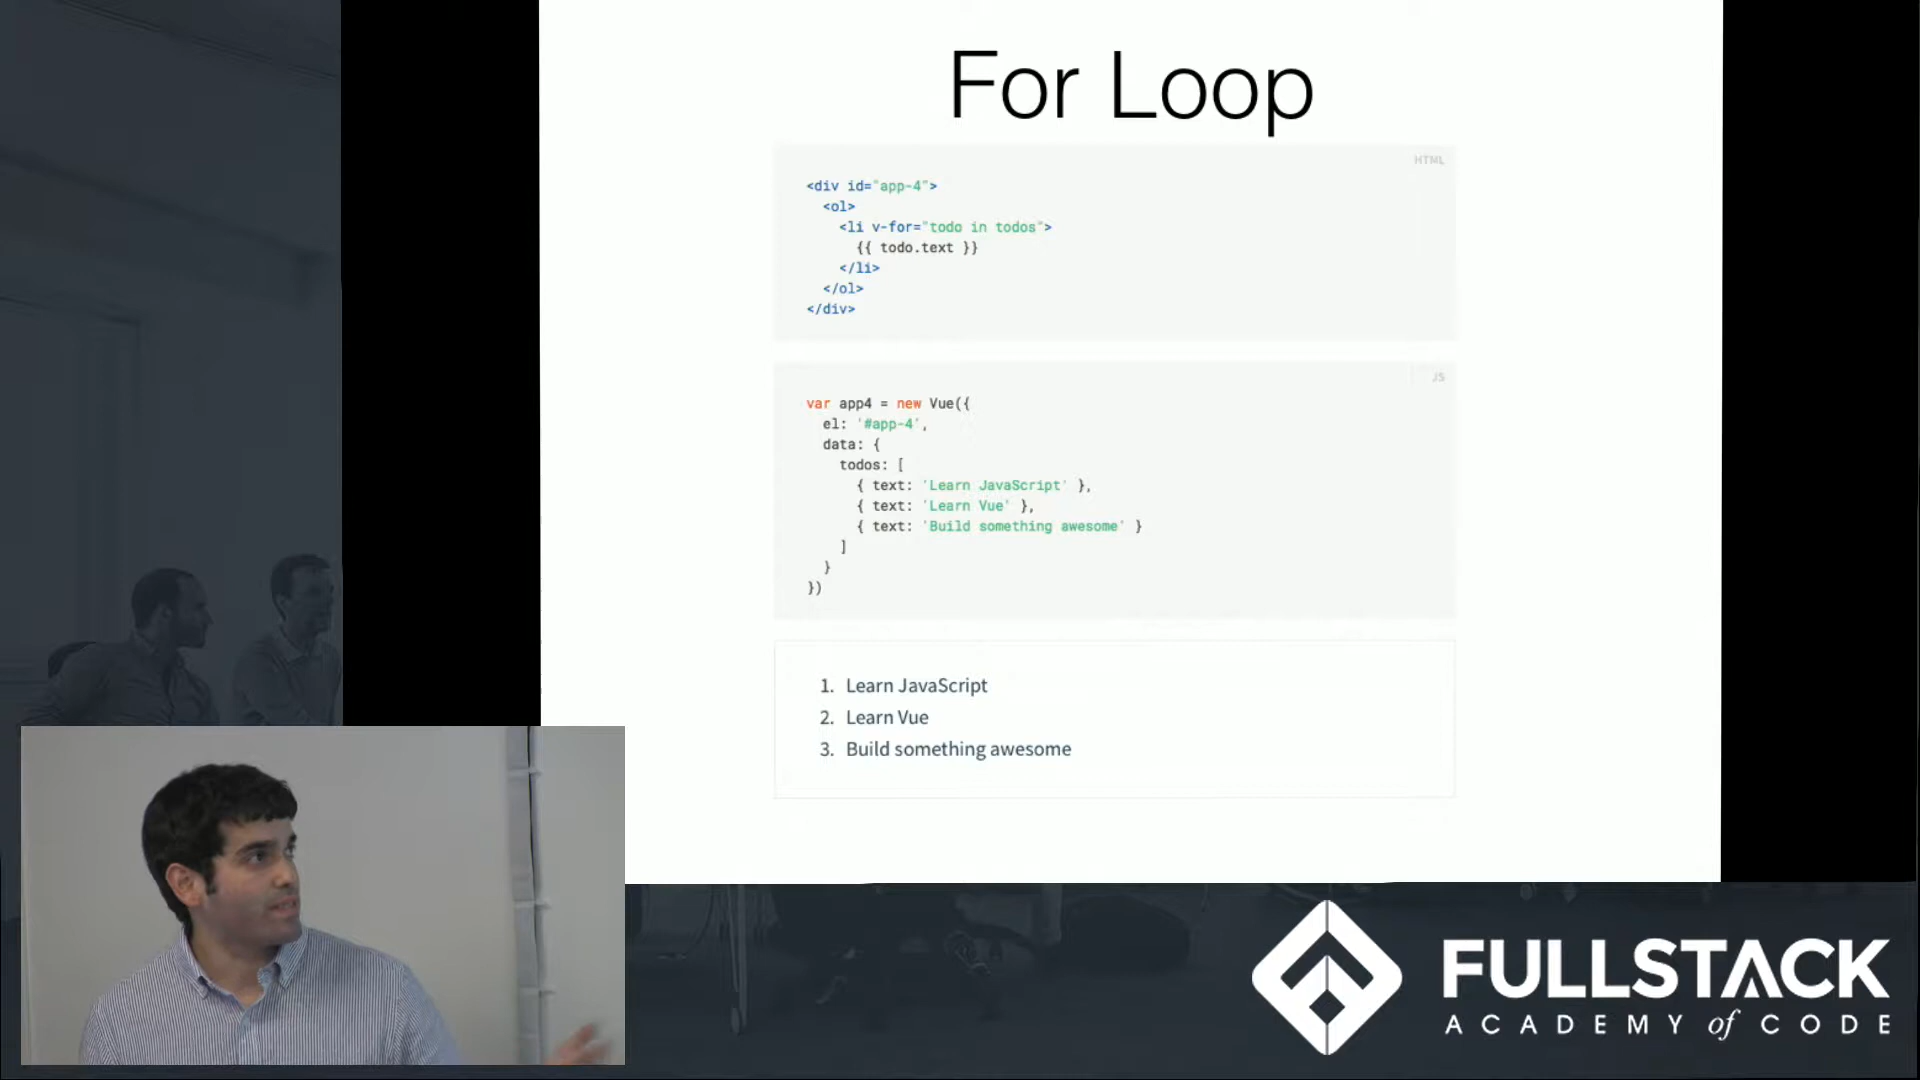 For Loop
HTML
<div id="app-4">
  <ol>
    <li v-for="todo in todos">
      {{ todo.text }}
    </li>
  </ol>
</div>
JS
var app4 = new Vue({
  el: '#app-4',
  data: {
    todos: [
      { text: 'Learn JavaScript' },
      { text: 'Learn Vue' },
      { text: 'Build something awesome' }
    ]
  }
})
1. Learn JavaScript
2. Learn Vue
3. Build something awesome
FULLSTACK
ACADEMY of CODE